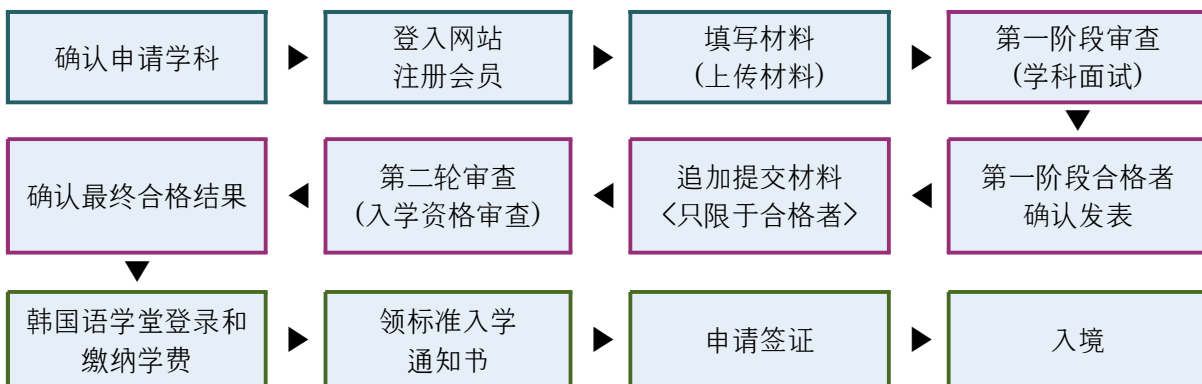 确认申请学科
登入网站
注册会员
填写材料
(上传材料)
第一阶段审查
(学科面试)
第一阶段合格者
确认发表
追加提交材料
<只限于合格者>
第二轮审查
(入学资格审查)
确认最终合格结果
韩国语学堂登录和
缴纳学费
领标准入学
通知书
申请签证
入境